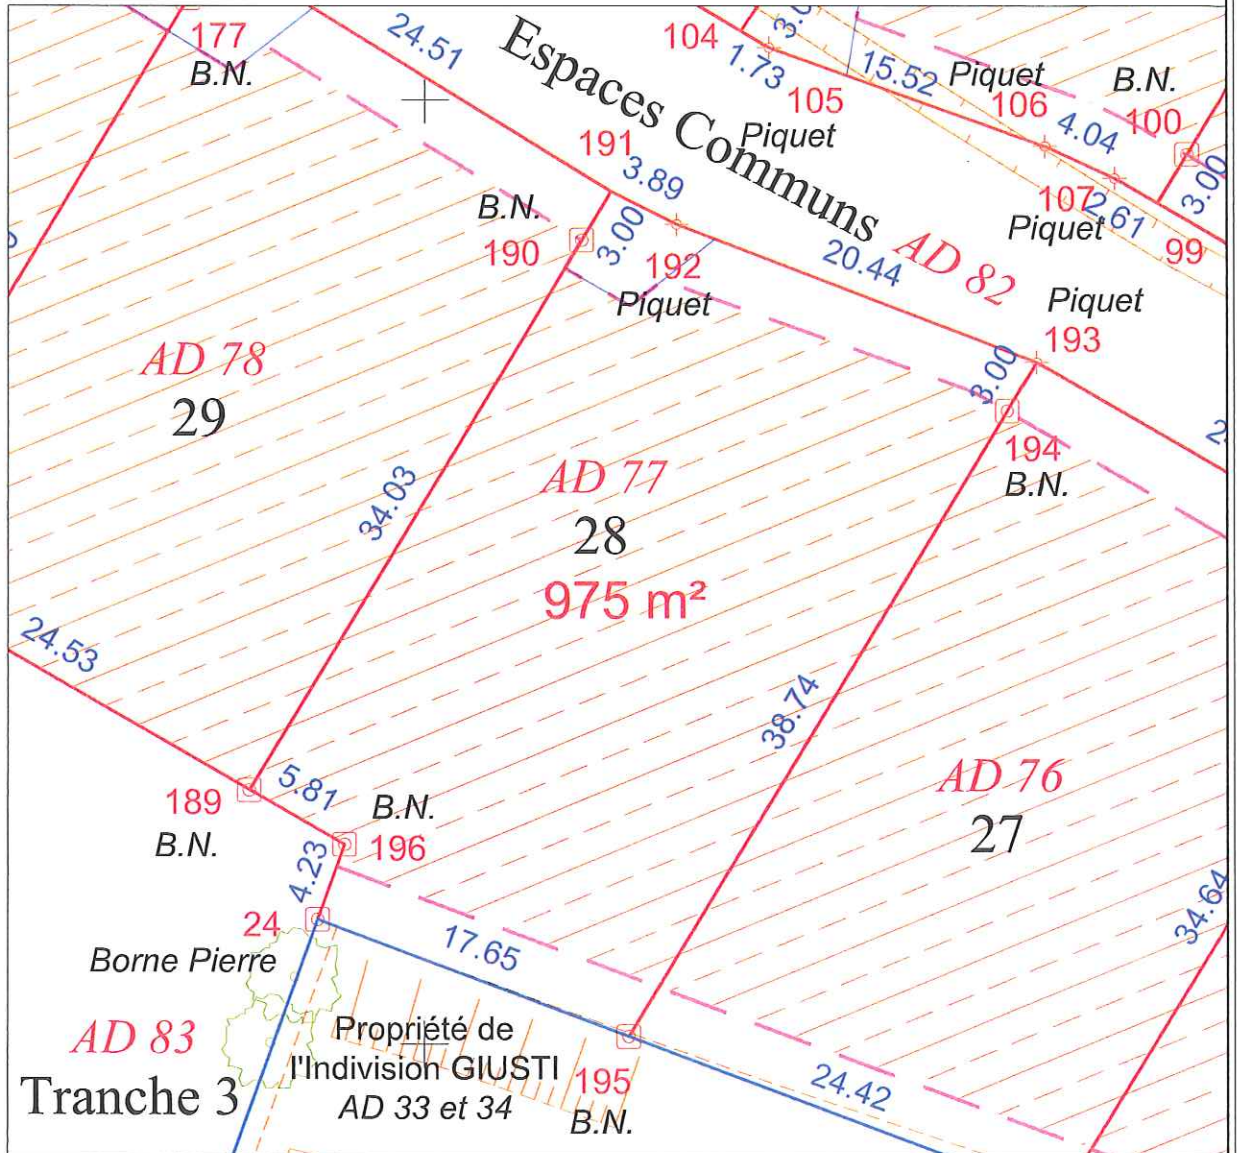 177
B.N.
24.51
Espaces Communs
104
1.73
3.0
105
Piquet
15.52
Piquet
106
4.04
B.N.
100
3.00
107
Piquet
2.61
99
191
3.89
B.N.
190
3.00
192
Piquet
20.44
AD 82
Piquet
193
3.00
194
B.N.
2.
AD 78
29
34.03
AD 77
28
975 m²
38.74
24.53
189
B.N.
5.81
B.N.
196
4.23
24
Borne Pierre
17.65
AD 76
27
34.64
AD 83
Tranche 3
Propriété de
l'Indivision GIUSTI
AD 33 et 34
195
B.N.
24.42